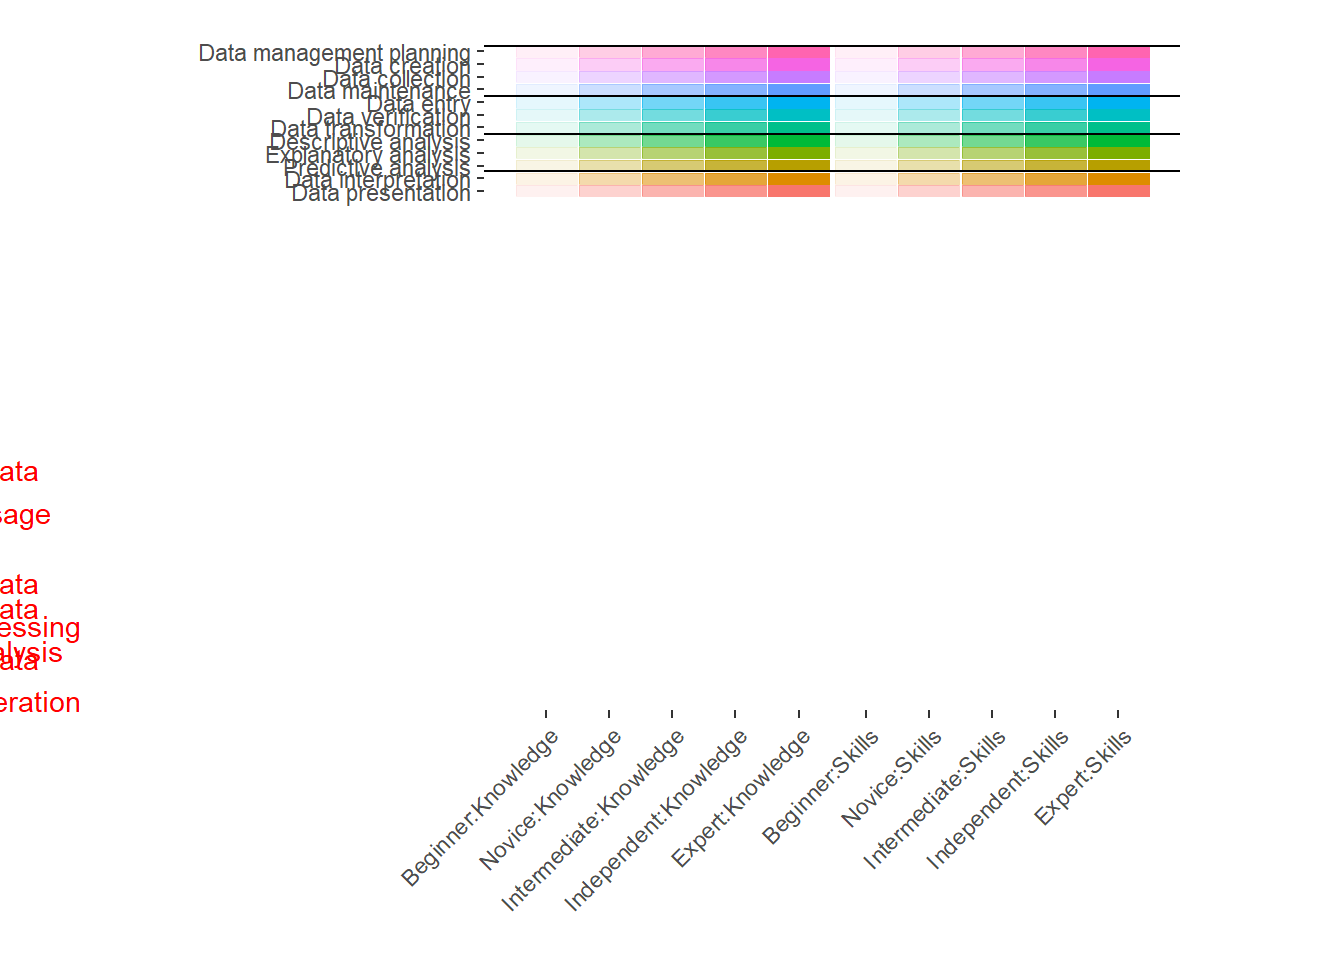 Data management planning
Data creation
Data collection
Data maintenance
Data entry
Data verification
Data transformation
Descriptive analysis
Explanatory analysis
Predictive analysis
Data interpretation
Data presentation
ata
sage
ata
ata
essing
alysis
ata
eration
Beginner:Knowledge
Novice:Knowledge
Intermediate:Knowledge
Independent:Knowledge
Expert:Knowledge
Beginner:Skills
Novice:Skills
Intermediate:Skills
Independent:Skills
Expert:Skills